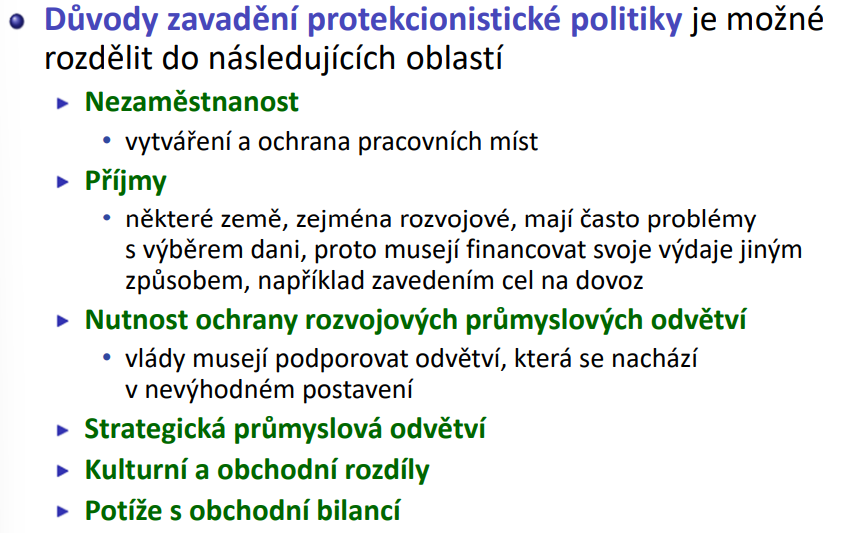 Důvody zavadění protekcionistické politiky je možné
rozdělit do následujících oblastí
Nezaměstnanost
vytváření a ochrana pracovních míst
Příjmy
některé země, zejména rozvojové, mají často problémy
s výběrem dani, proto musejí financovat svoje výdaje jiným
způsobem, například zavedením cel na dovoz
Nutnost ochrany rozvojových průmyslových odvětví
vlády musejí podporovat odvětví, která se nachází
v nevýhodném postavení
Strategická průmyslová odvětví
Kulturní a obchodní rozdíly
Potíže s obchodní bilancí